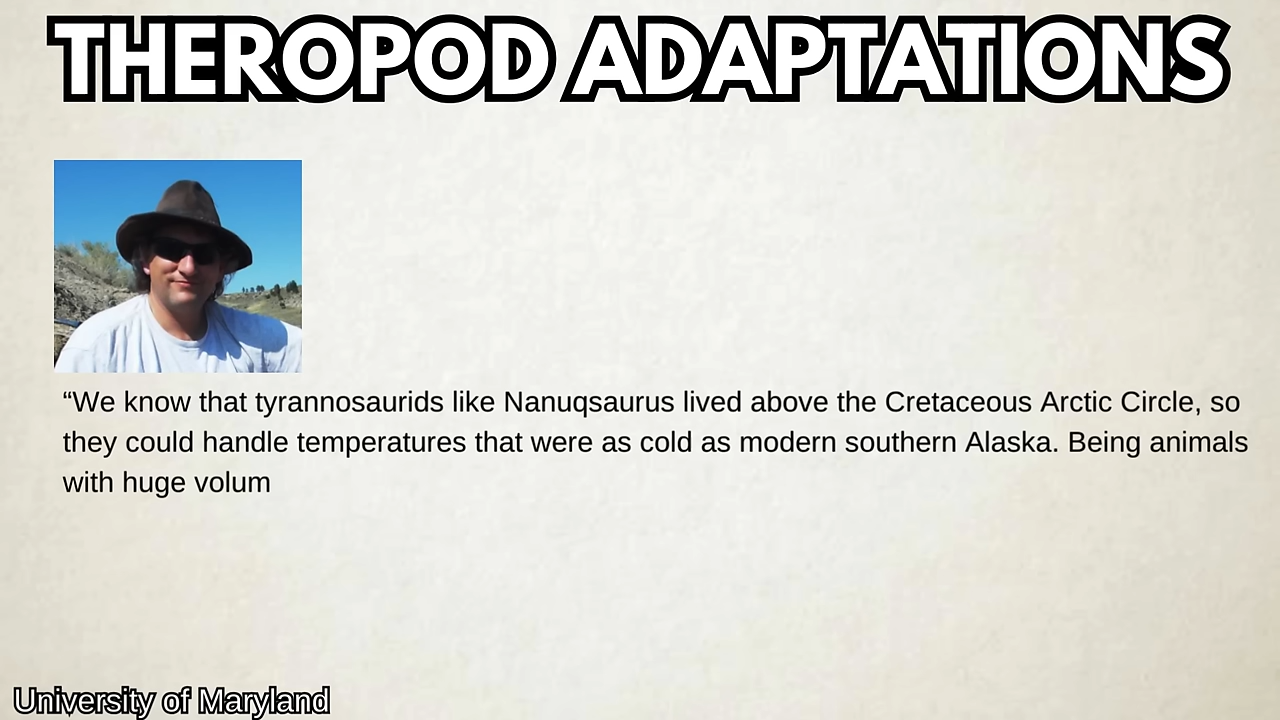 THEROPOD ADAPTATIONS
“We know that tyrannosaurids like Nanuqsaurus lived above the Cretaceous Arctic Circle, so
they could handle temperatures that were as cold as modern southern Alaska. Being animals
with huge volum
University of Maryland